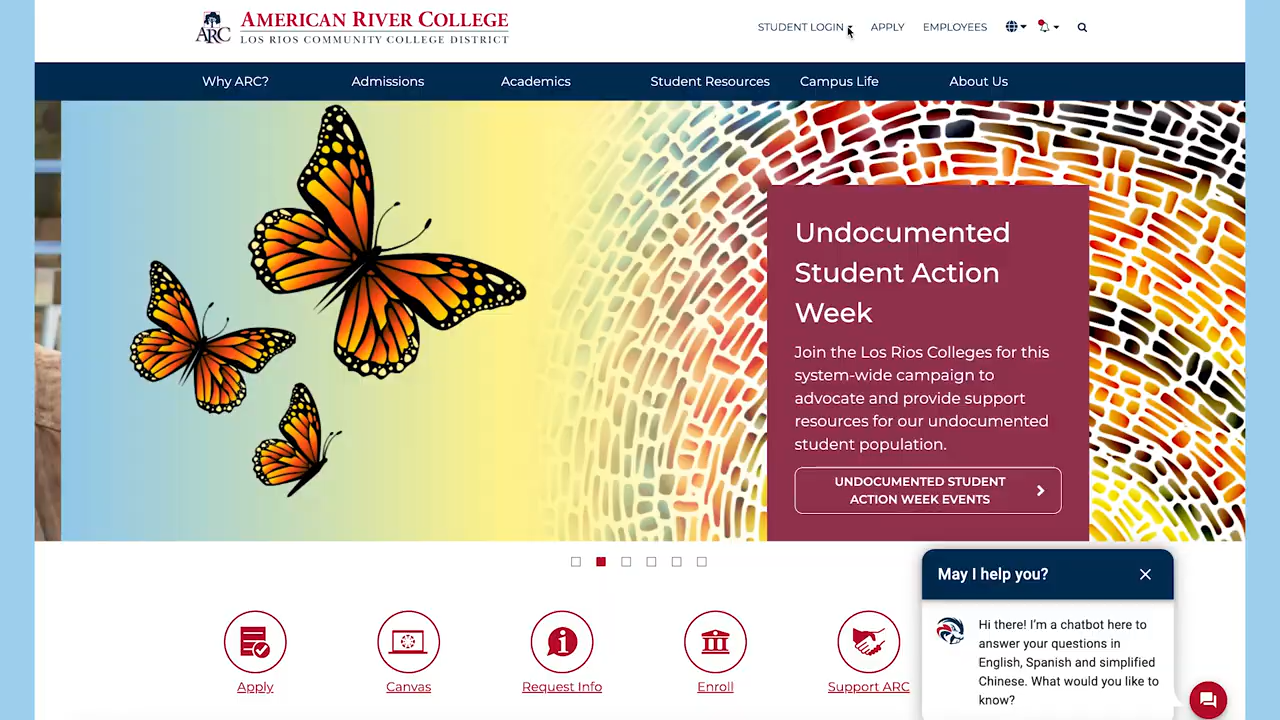 ARC
AMERICAN RIVER COLLEGE
LOS RIOS COMMUNITY COLLEGE DISTRICT
STUDENT LOGIN
APPLY
EMPLOYEES
Why ARC?
Admissions
Academics
Student Resources
Campus Life
About Us
Undocumented
Student Action
Week
Join the Los Rios Colleges for this
system-wide campaign to
advocate and provide support
resources for our undocumented
student population.
UNDOCUMENTED STUDENT
ACTION WEEK EVENTS
May I help you?
Hi there! I'm a chatbot here to
answer your questions in
English, Spanish and simplified
Chinese. What would you like to
know?
Apply
Canvas
Request Info
Enroll
Support ARC